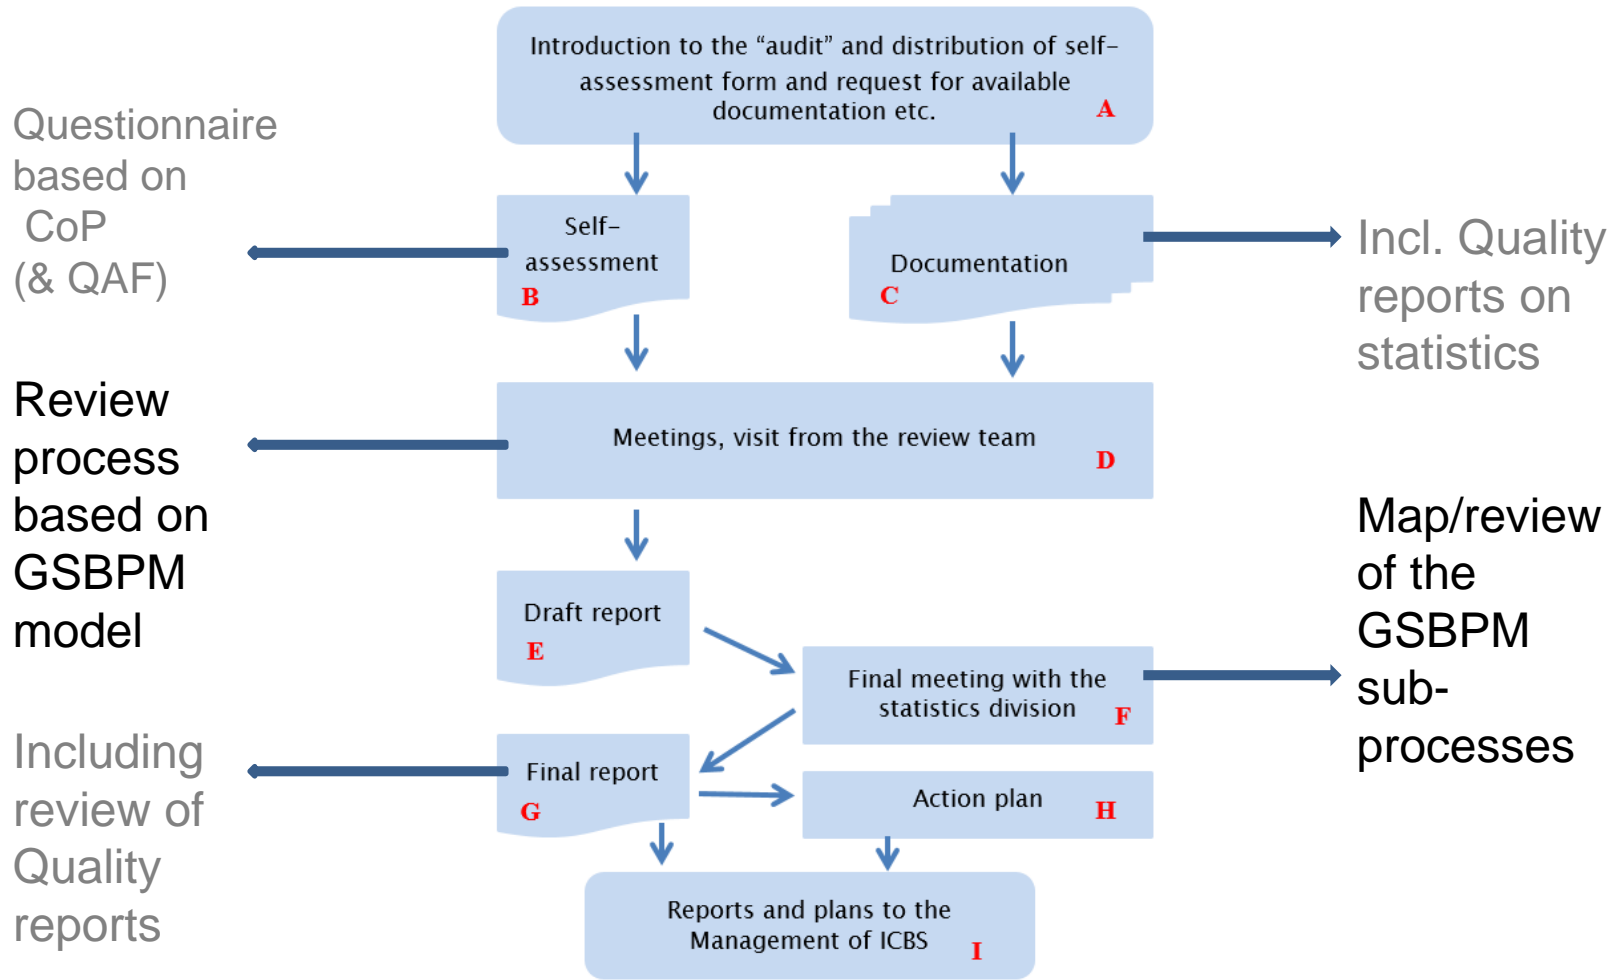 Introduction to the “audit” and distribution of self-
assessment form and request for available
documentation etc.
A
Questionnaire
based on
CoP
(& QAF)
Self-
assessment
B
Documentation
C
Incl. Quality
reports on
statistics
Review
process
based on
GSBPM
model
Meetings, visit from the review team
D
Draft report
E
Final meeting with the
statistics division
F
Map/review
of the
GSBPM
sub-
processes
Including
review of
Quality
reports
Final report
G
Action plan
H
Reports and plans to the
Management of ICBS
I